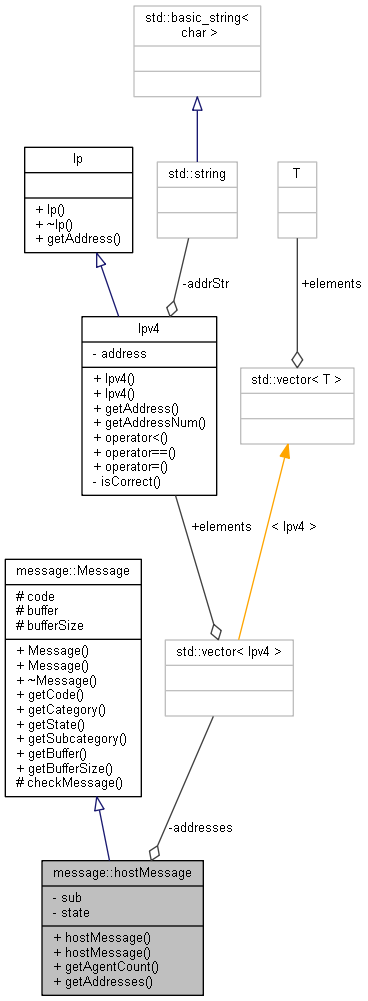 std::basic_string<
char >
Ip
+ Ip()
+ ~Ip()
+ getAddress()
std::string
T
-addrStr
+elements
Ipv4
- address
+ Ipv4()
+ Ipv4()
+ getAddress()
+ getAddressNum()
+ operator<()
+ operator==()
+ operator=()
- isCorrect()
std::vector< T >
+elements
< Ipv4 >
message::Message
# code
# buffer
# bufferSize
+ Message()
+ Message()
+ ~Message()
+ getCode()
+ getCategory()
+ getState()
+ getSubcategory()
+ getBuffer()
+ getBufferSize()
# checkMessage()
std::vector< Ipv4 >
-addresses
message::hostMessage
- sub
- state
+ hostMessage()
+ hostMessage()
+ getAgentCount()
+ getAddresses()